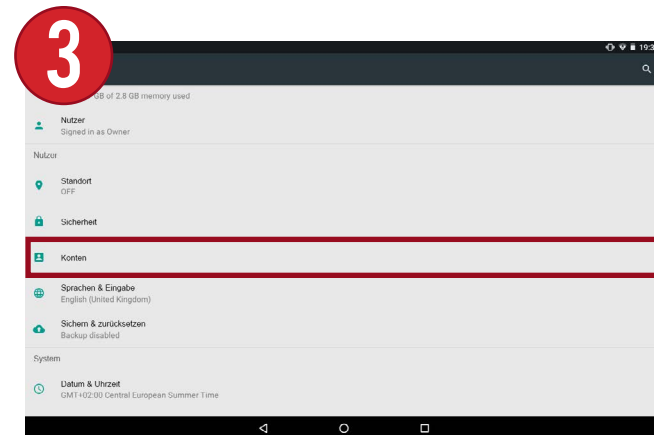 3
19:3
GB of 2.8 GB memory used
Nutzer
Signed in as Owner
Nutzer
Standort
OFF
Sicherheit
Konten
Sprachen & Eingabe
English (United Kingdom)
Sichern & zurücksetzen
Backup disabled
System
Datum & Uhrzeit
GMT+02:00 Central European Summer Time